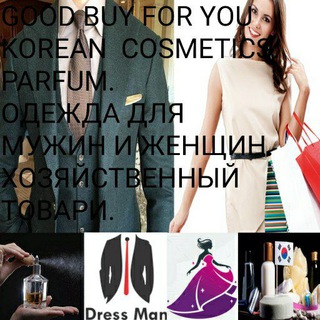 GOOD BUY FOR YOU
KOREAN COSMETICS
PARFUM.
ОДЕЖДА ДЛЯ
МУЖИН И ЖЕНЩИН.
ХОЗЯЙСТВЕННЫЙ
ТОВАРИ.
Dress Man